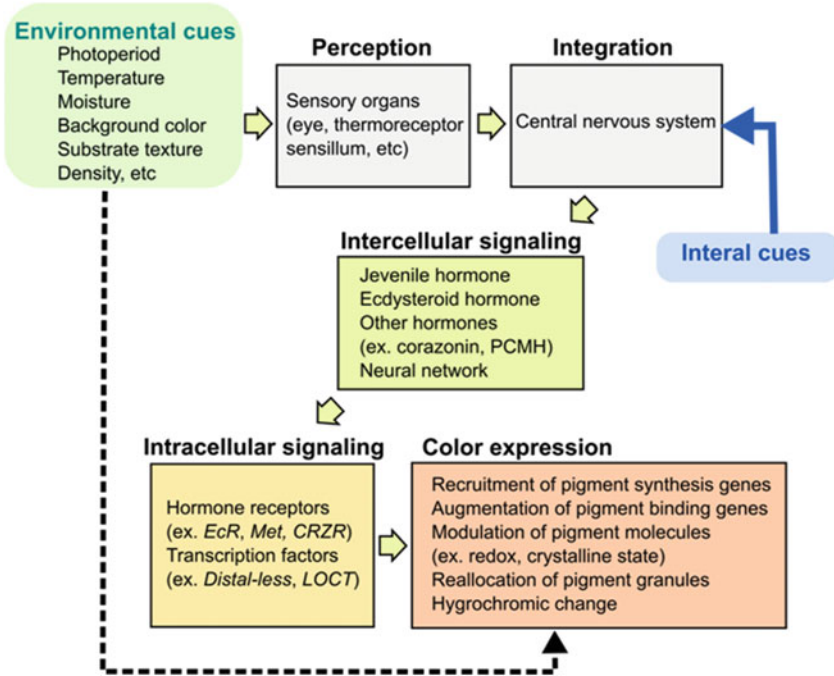 Environmental cues
Photoperiod
Temperature
Moisture
Background color
Substrate texture
Density, etc
Perception
Sensory organs
(eye, thermoreceptor
sensillum, etc)
Integration
Central nervous system
Interal cues
Intercellular signaling
Jevenile hormone
Ecdysteroid hormone
Other hormones
(ex. corazonin, PCMH)
Neural network
Intracellular signaling
Hormone receptors
(ex. EcR, Met, CRZR)
Transcription factors
(ex. Distal-less, LOCT)
Color expression
Recruitment of pigment synthesis genes
Augmentation of pigment binding genes
Modulation of pigment molecules
(ex. redox, crystalline state)
Reallocation of pigment granules
Hygrochromic change